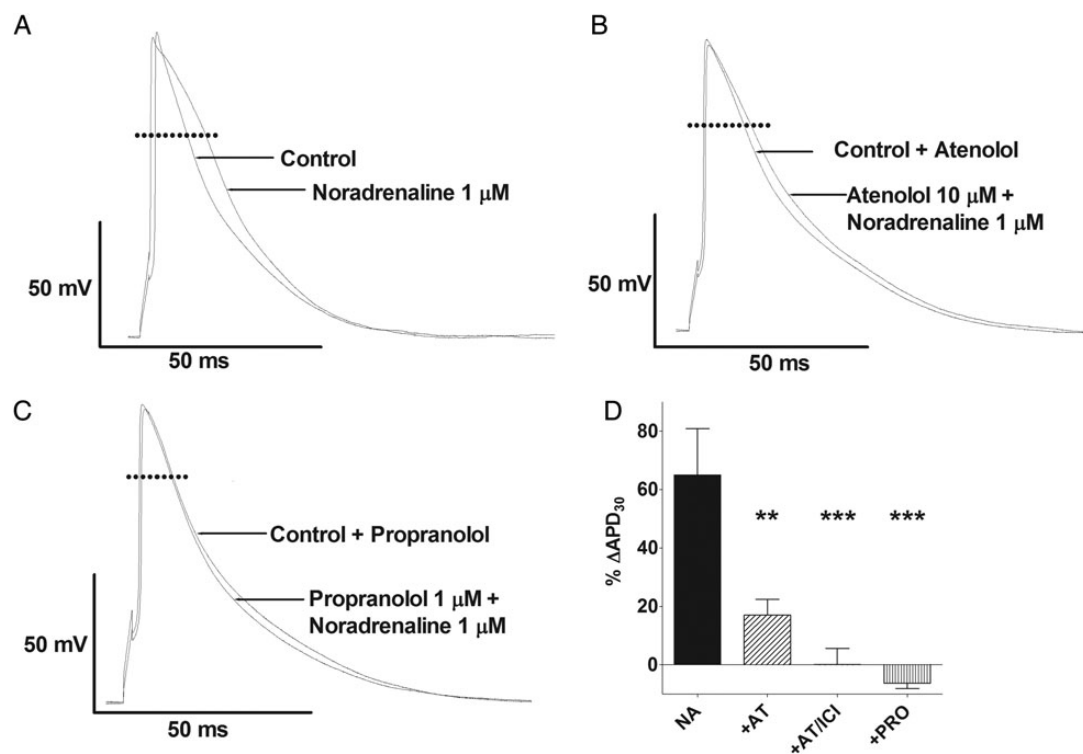 A
Control
Noradrenaline 1 μM
50 mV
50 ms
B
Control + Atenolol
Atenolol 10 μM +
Noradrenaline 1 μM
50 mV
50 ms
C
Control + Propranolol
Propranolol 1 μM +
Noradrenaline 1 μM
50 mV
50 ms
D
% ΔAPD30
80
60
40
20
0
** *** ***
NA
+AT
+AT/ICI
+PRO